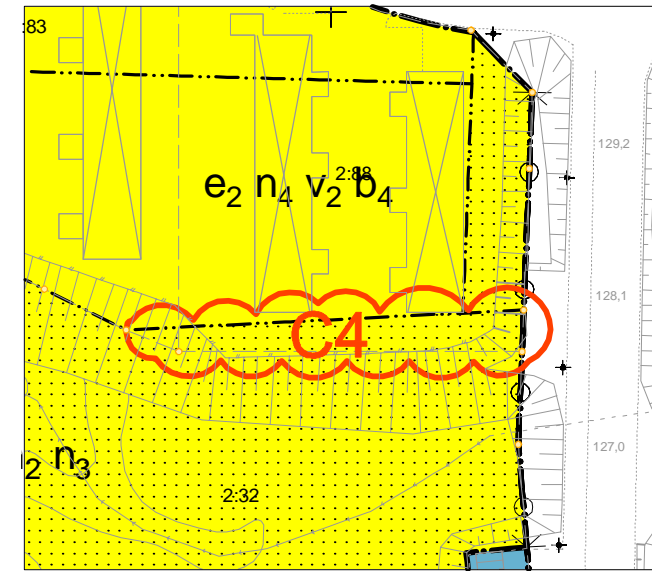 :83
129,2
e₂ n₄ v₂ b₄
2:88
128,1
C4
127,0
₂ n₃
2:32